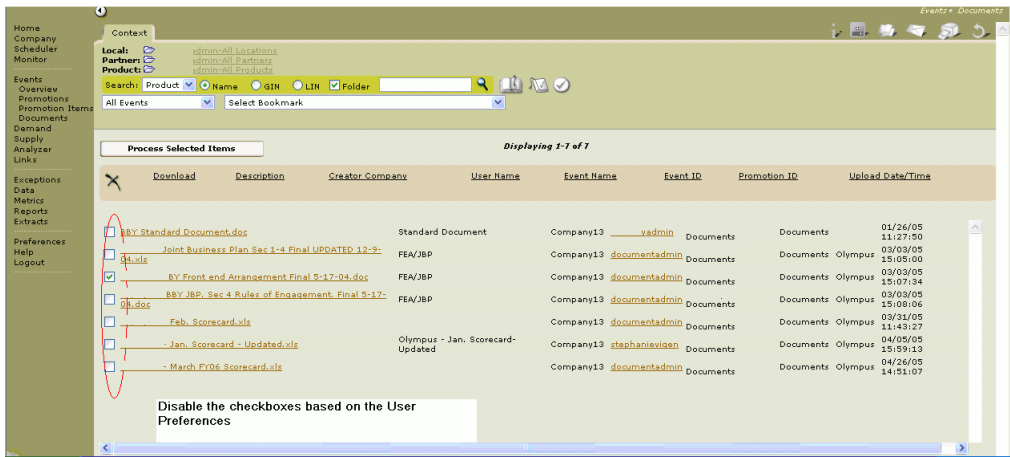 Events Documents
Home
Company
Scheduler
Monitor
Events
Overview
Promotions
Promotion Items
Documents
Demand
Supply
Analyzer
Links
Exceptions
Data
Metrics
Reports
Extracts
Preferences
Help
Logout
Context
Local: admin-All Locations
Partner: admin-All Partners
Product: admin-All Products
Search: Product Name GIN LIN Folder
All Events Select Bookmark
Process Selected Items Displaying 1-7 of 7
Download Description Creator Company User Name Event Name Event ID Promotion ID Upload Date/Time
BBY Standard Document.doc Standard Document Company13 vadmin Documents Documents 01/26/05
11:27:50
Joint Business Plan Sec 1-4 Final UPDATED 12-9-
04.xls FEA/JBP Company13 documentadmin Documents Documents Olympus 03/03/05
15:05:00
BY Front end Arrangement Final 5-17-04.doc FEA/JBP Company13 documentadmin Documents Documents Olympus 03/03/05
15:07:34
BBY JBP. Sec 4 Rules of Engagement. Final 5-17-
04.doc FEA/JBP Company13 documentadmin Documents Documents Olympus 03/03/05
15:08:06
Feb. Scorecard.xls Company13 documentadmin Documents Documents Olympus 03/31/05
11:43:27
- Jan. Scorecard - Updated.xls Olympus - Jan. Scorecard-
Updated Company13 stephanievigen Documents Documents Olympus 04/05/05
15:59:13
- March FY06 Scorecard.xls Company13 documentadmin Documents Documents Olympus 04/26/05
14:51:07
Disable the checkboxes based on the User
Preferences